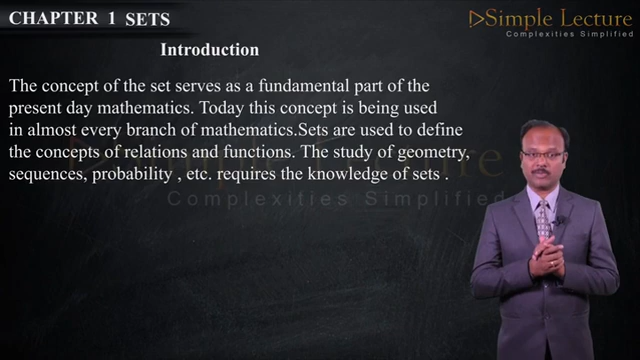 CHAPTER 1 SETS
Simple Lecture
Complexities Simplified
Introduction
The concept of the set serves as a fundamental part of the
present day mathematics. Today this concept is being used
in almost every branch of mathematics.Sets are used to define
the concepts of relations and functions. The study of geometry,
sequences, probability , etc. requires the knowledge of sets .
Simple Lecture
Complexities Simplified